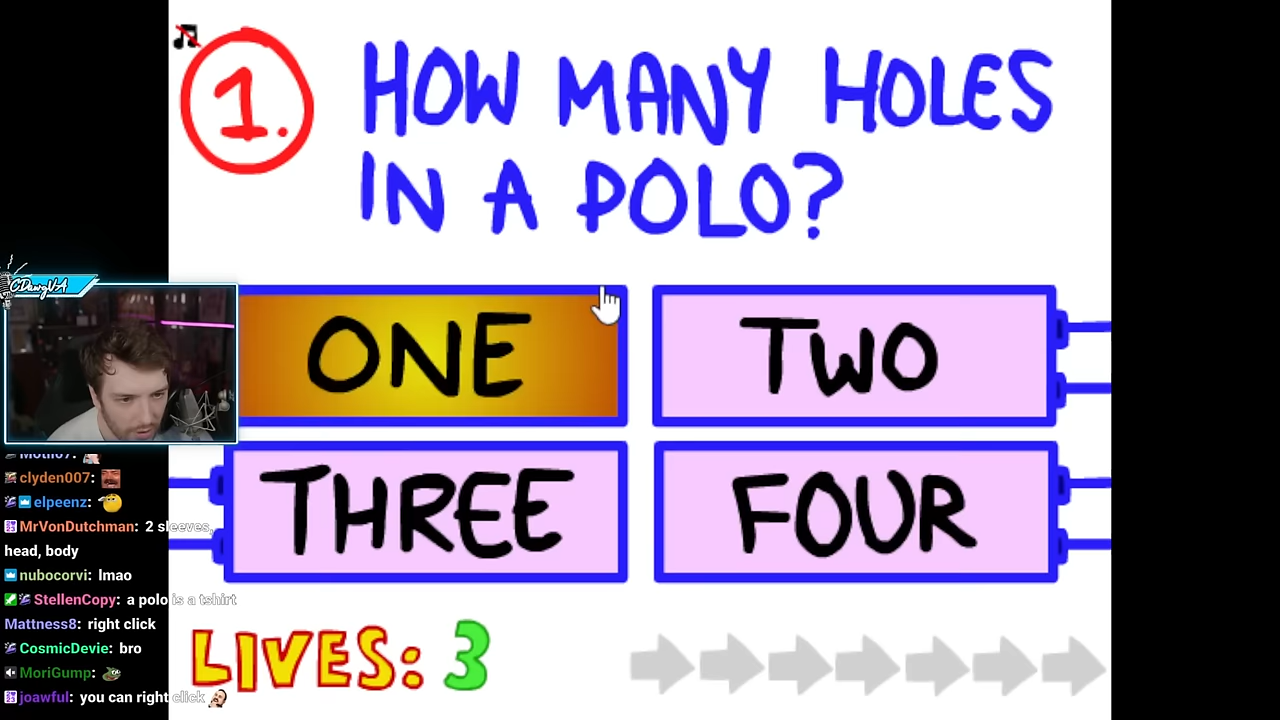 1.
HOW MANY HOLES
IN A POLO?
ONE
TWO
THREE
FOUR
LIVES: 3
CDawgVA
clyden007:
elpeenz:
MrVonDutchman: 2 sleeves,
head, body
nubocorvi: lmao
StellenCopy: a polo is a tshirt
Mattness8: right click
CosmicDevie: bro
MoriGump:
joawful: you can right click